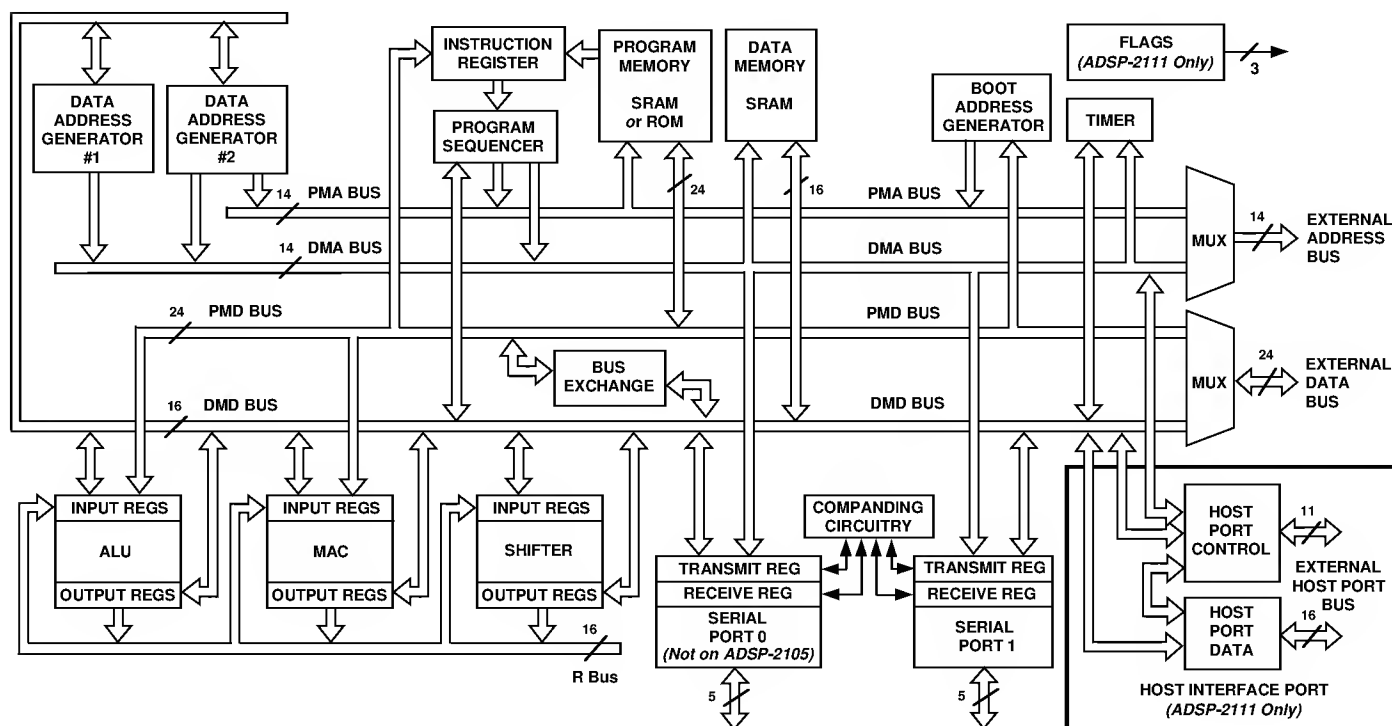 INSTRUCTION
REGISTER
PROGRAM
MEMORY
SRAM
or ROM
DATA
MEMORY
SRAM
FLAGS
(ADSP-2111 Only)
3
DATA
ADDRESS
GENERATOR
#1
DATA
ADDRESS
GENERATOR
#2
PROGRAM
SEQUENCER
BOOT
ADDRESS
GENERATOR
TIMER
24
16
14
PMA BUS
PMA BUS
MUX
14
EXTERNAL
ADDRESS
BUS
14
DMA BUS
DMA BUS
24
PMD BUS
PMD BUS
BUS
EXCHANGE
MUX
24
EXTERNAL
DATA
BUS
16
DMD BUS
DMD BUS
INPUT REGS
ALU
OUTPUT REGS
INPUT REGS
MAC
OUTPUT REGS
INPUT REGS
SHIFTER
OUTPUT REGS
16
R Bus
COMPANDING
CIRCUITRY
TRANSMIT REG
RECEIVE REG
SERIAL
PORT 0
(Not on ADSP-2105)
5
TRANSMIT REG
RECEIVE REG
SERIAL
PORT 1
5
HOST
PORT
CONTROL
11
EXTERNAL
HOST PORT
BUS
HOST
PORT
DATA
16
HOST INTERFACE PORT
(ADSP-2111 Only)